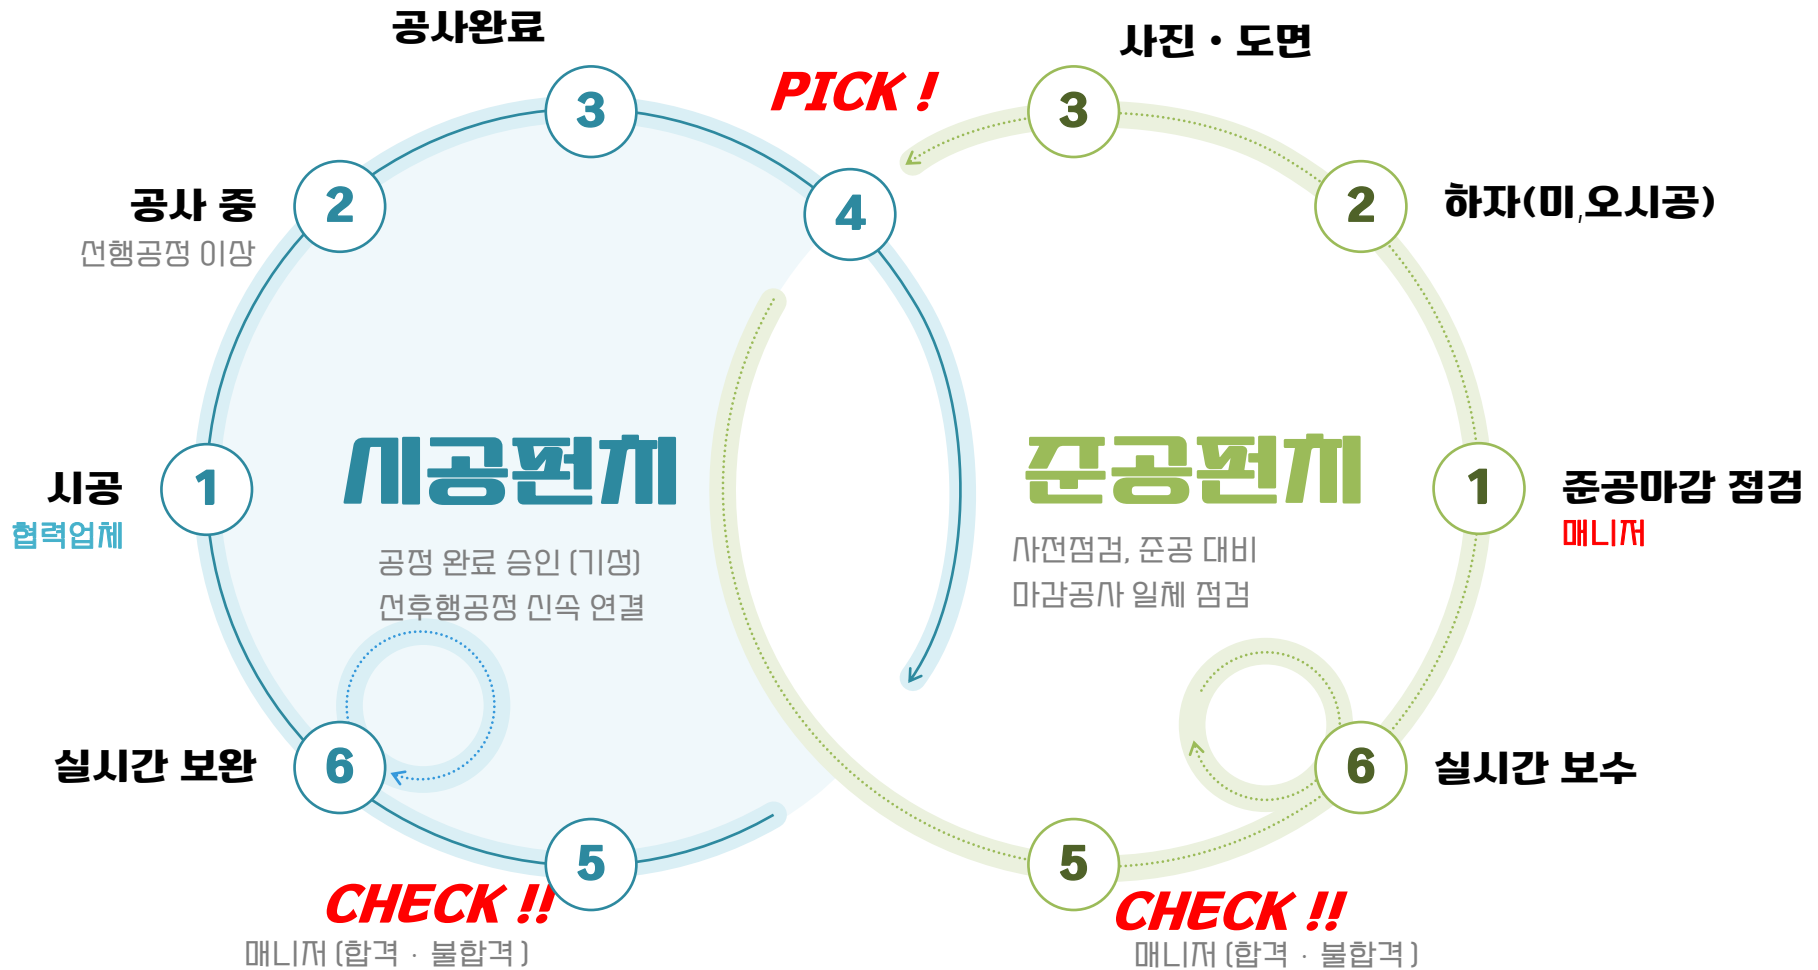 공사완료
사진 · 도면
PICK !
3
3
2
4
2
공사 중
선행공정 이상
하자(미,오시공)
시공펀치
준공펀치
1
1
시공
협력업체
준공마감 점검
매니저
공정 완료 승인 (기성)
선후행공정 신속 연결
사전점검, 준공 대비
마감공사 일체 점검
실시간 보완
6
6
실시간 보수
5
5
CHECK !!
매니저 (합격 · 불합격 )
CHECK !!
매니저 (합격 · 불합격 )